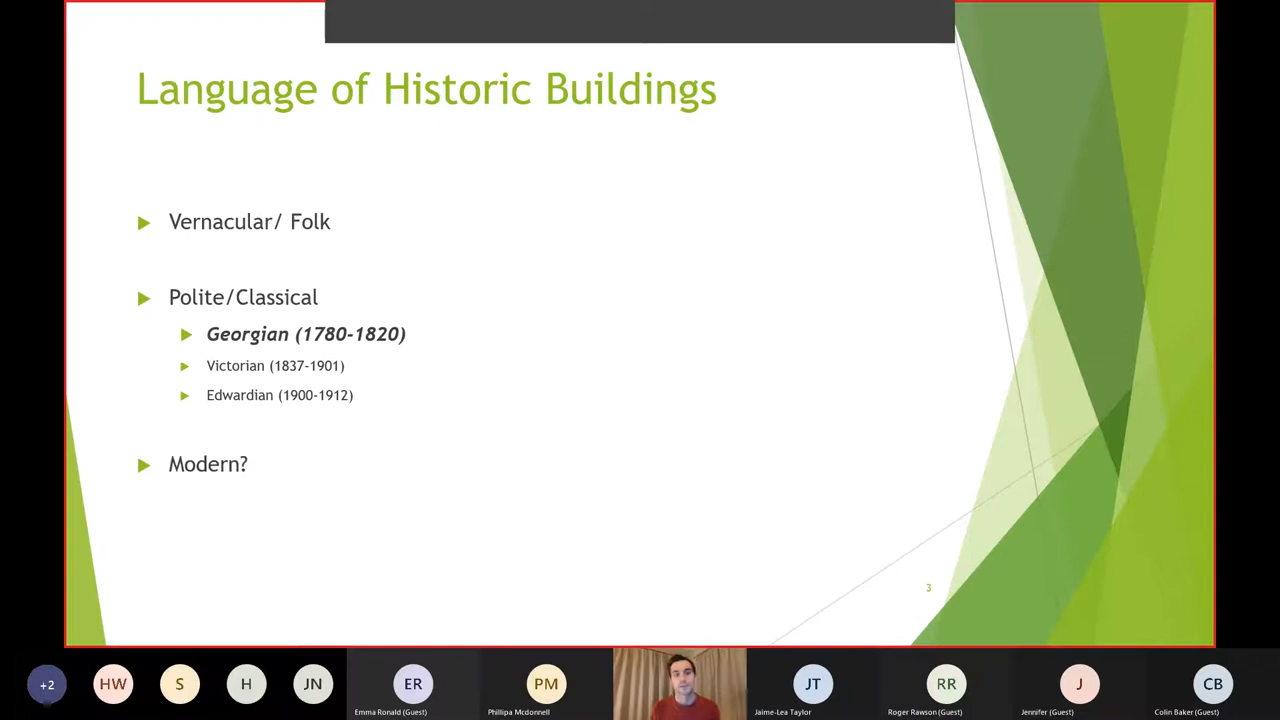 Language of Historic Buildings
Vernacular/ Folk
Polite/Classical
Georgian (1780-1820)
Victorian (1837-1901)
Edwardian (1900-1912)
Modern?
3
+2
HW
S
H
JN
ER
PM
JT
RR
J
CB
Emma Ronald (Guest)
Phillipa Mcdonnell
Jaime-Lea Taylor
Roger Rawson (Guest)
Jennifer (Guest)
Colin Baker (Guest)